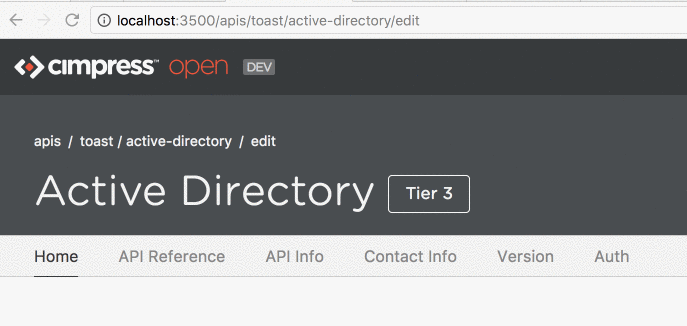 localhost:3500/apis/toast/active-directory/edit
cimpress™ open DEV
apis / toast / active-directory / edit
Active Directory Tier 3
Home API Reference API Info Contact Info Version Auth